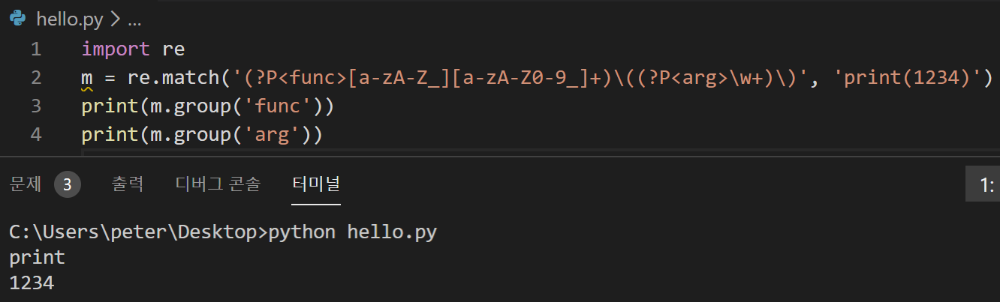 hello.py > ...
1 import re
2 m = re.match('(?P<func>[a-zA-Z_][a-zA-Z0-9_]+)\((?P<arg>\w+)\)', 'print(1234)')
3 print(m.group('func'))
4 print(m.group('arg'))
문제 3 출력 디버그 콘솔 터미널 1:
C:\Users\peter\Desktop>python hello.py
print
1234